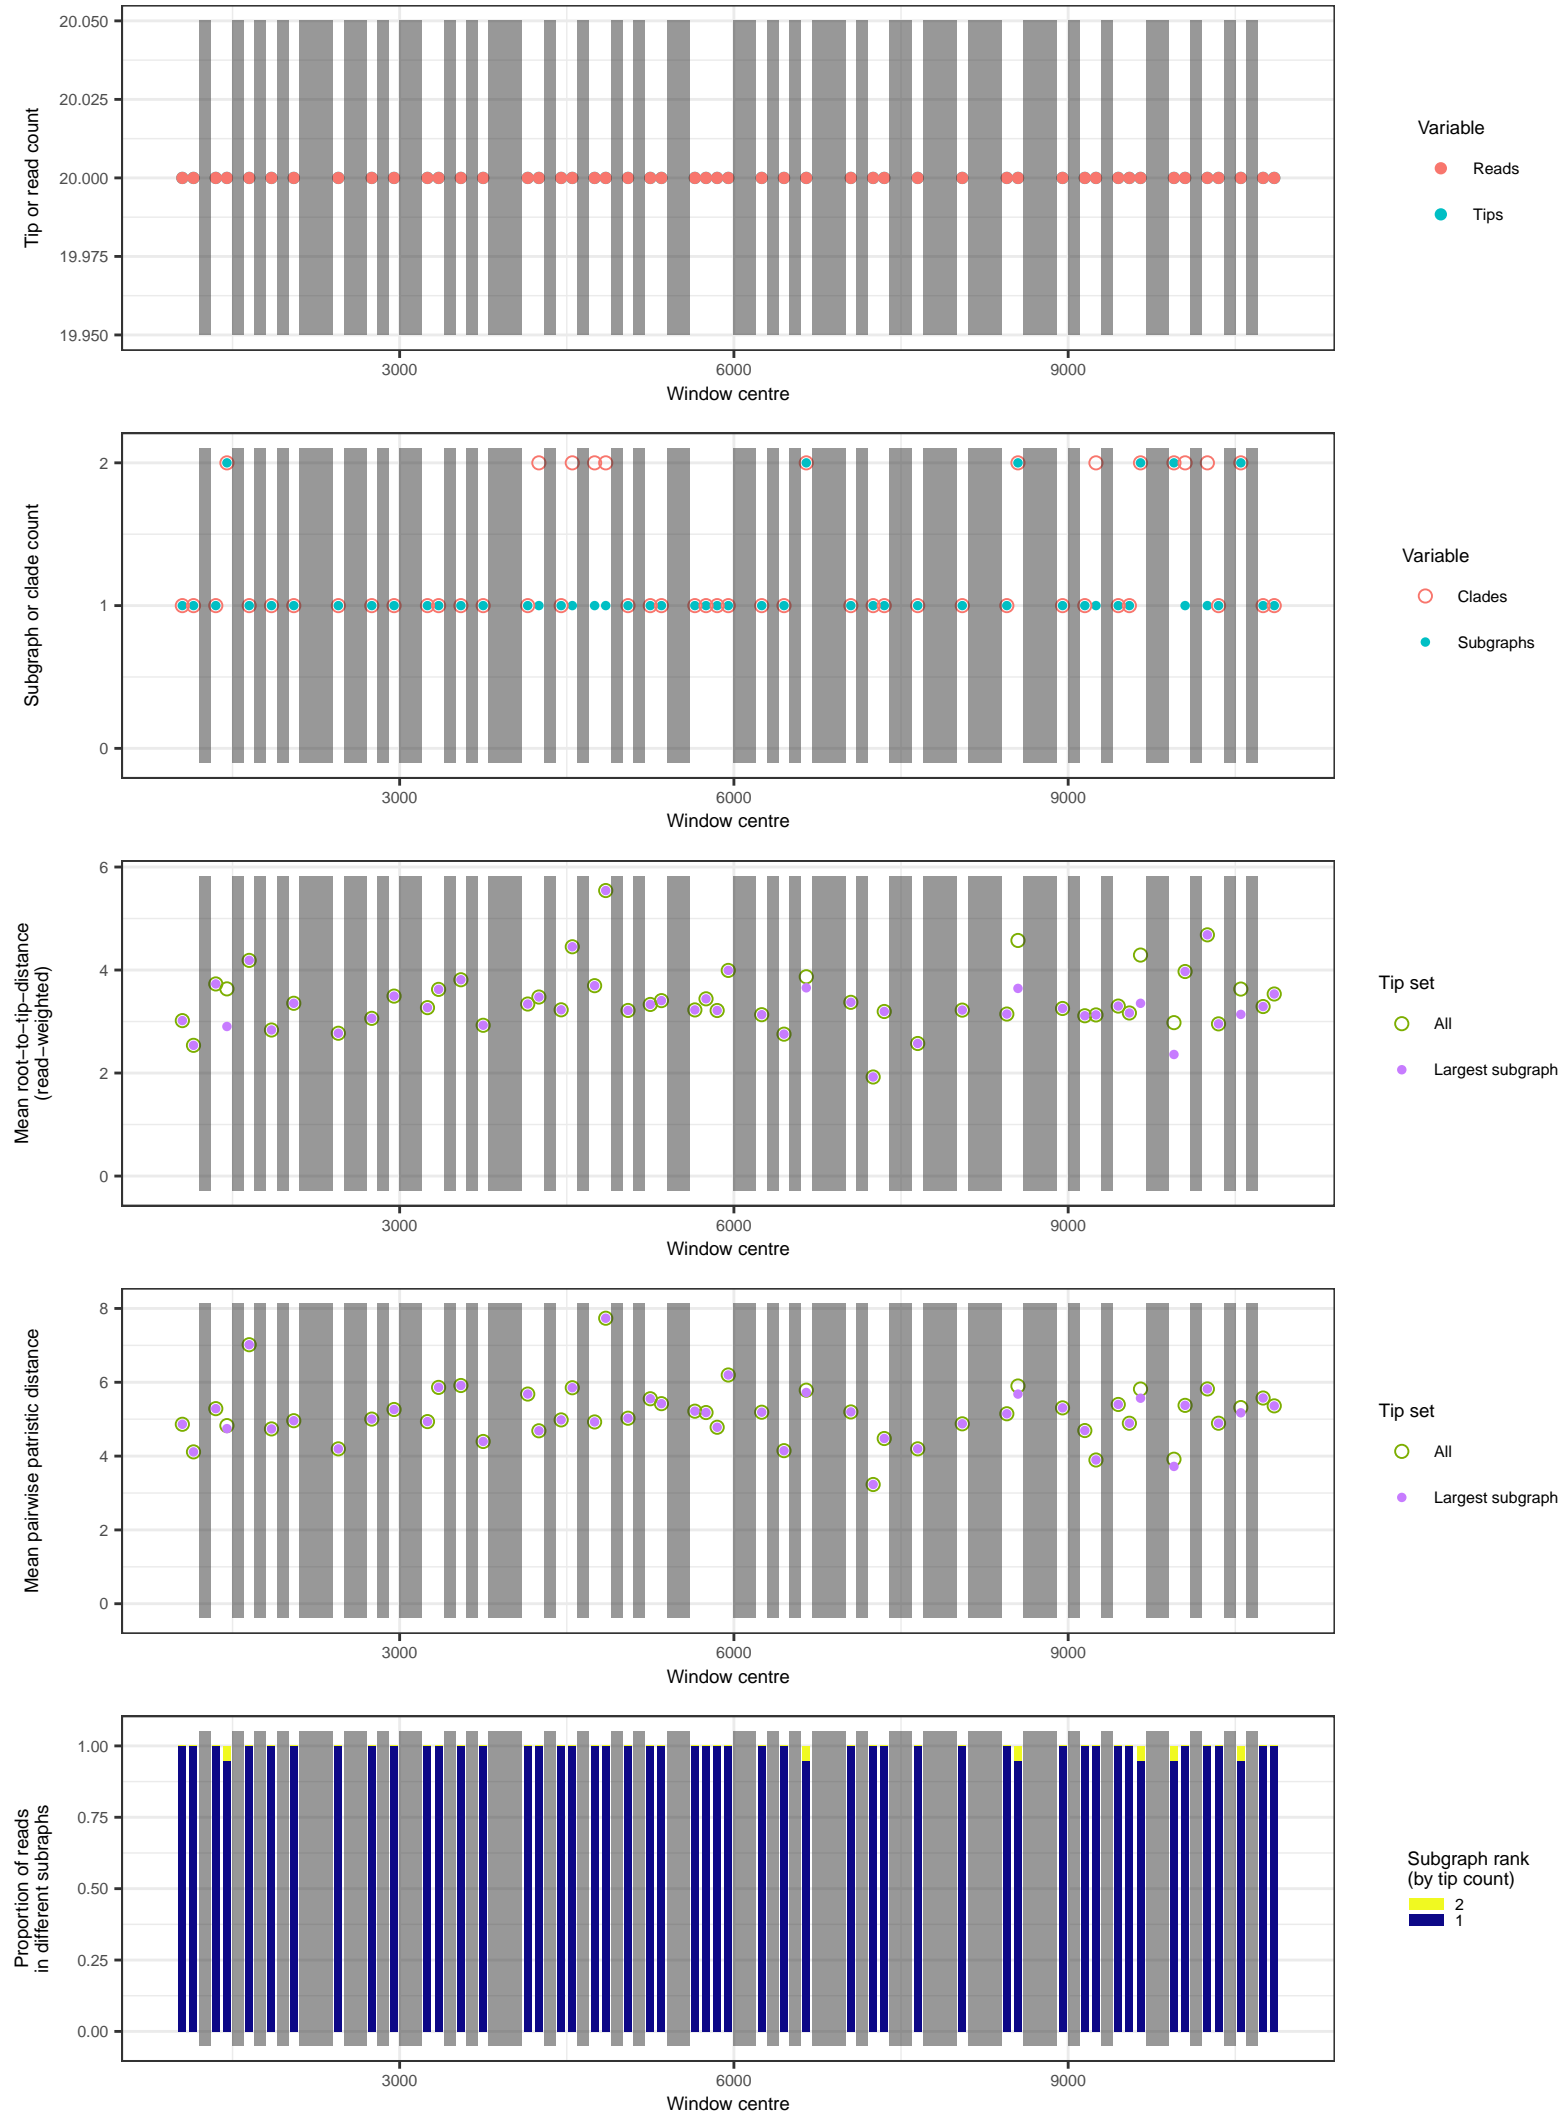 20.050
20.025
20.000
19.975
19.950
Tip or read count
3000
6000
9000
Window centre
Variable
Reads
Tips
2
1
0
Subgraph or clade count
3000
6000
9000
Window centre
Variable
Clades
Subgraphs
6
4
2
0
Mean root−to−tip−distance
(read−weighted)
3000
6000
9000
Window centre
Tip set
All
Largest subgraph
8
6
4
2
0
Mean pairwise patristic distance
3000
6000
9000
Window centre
Tip set
All
Largest subgraph
1.00
0.75
0.50
0.25
0.00
Proportion of reads
in different subraphs
3000
6000
9000
Window centre
Subgraph rank
(by tip count)
2
1